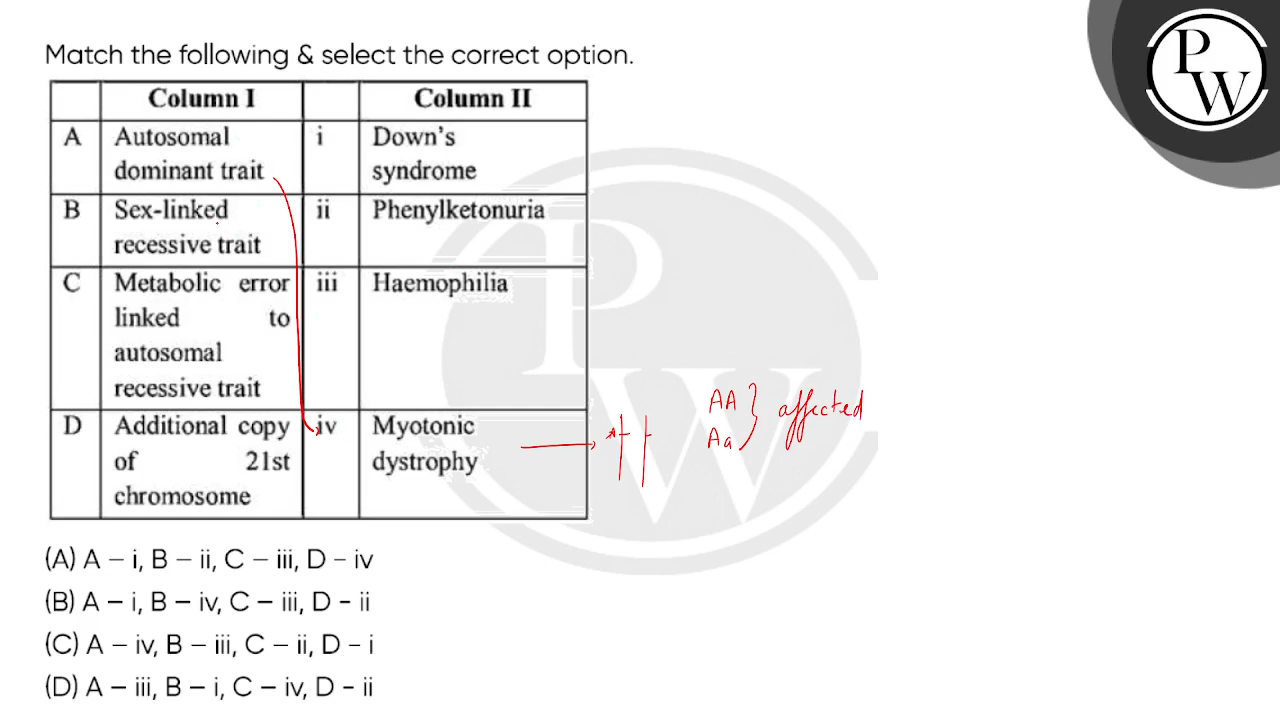 Match the following & select the correct option.
Column I Column II
A Autosomal dominant trait i Down's syndrome
B Sex-linked recessive trait ii Phenylketonuria
C Metabolic error linked to autosomal recessive trait iii Haemophilia
D Additional copy of 21st chromosome iv Myotonic dystrophy
AA
Aa
affected
(A) A – i, B – ii, C – iii, D – iv
(B) A – i, B – iv, C – iii, D - ii
(C) A – iv, B – iii, C – ii, D - i
(D) A – iii, B – i, C – iv, D - ii
PW
PW